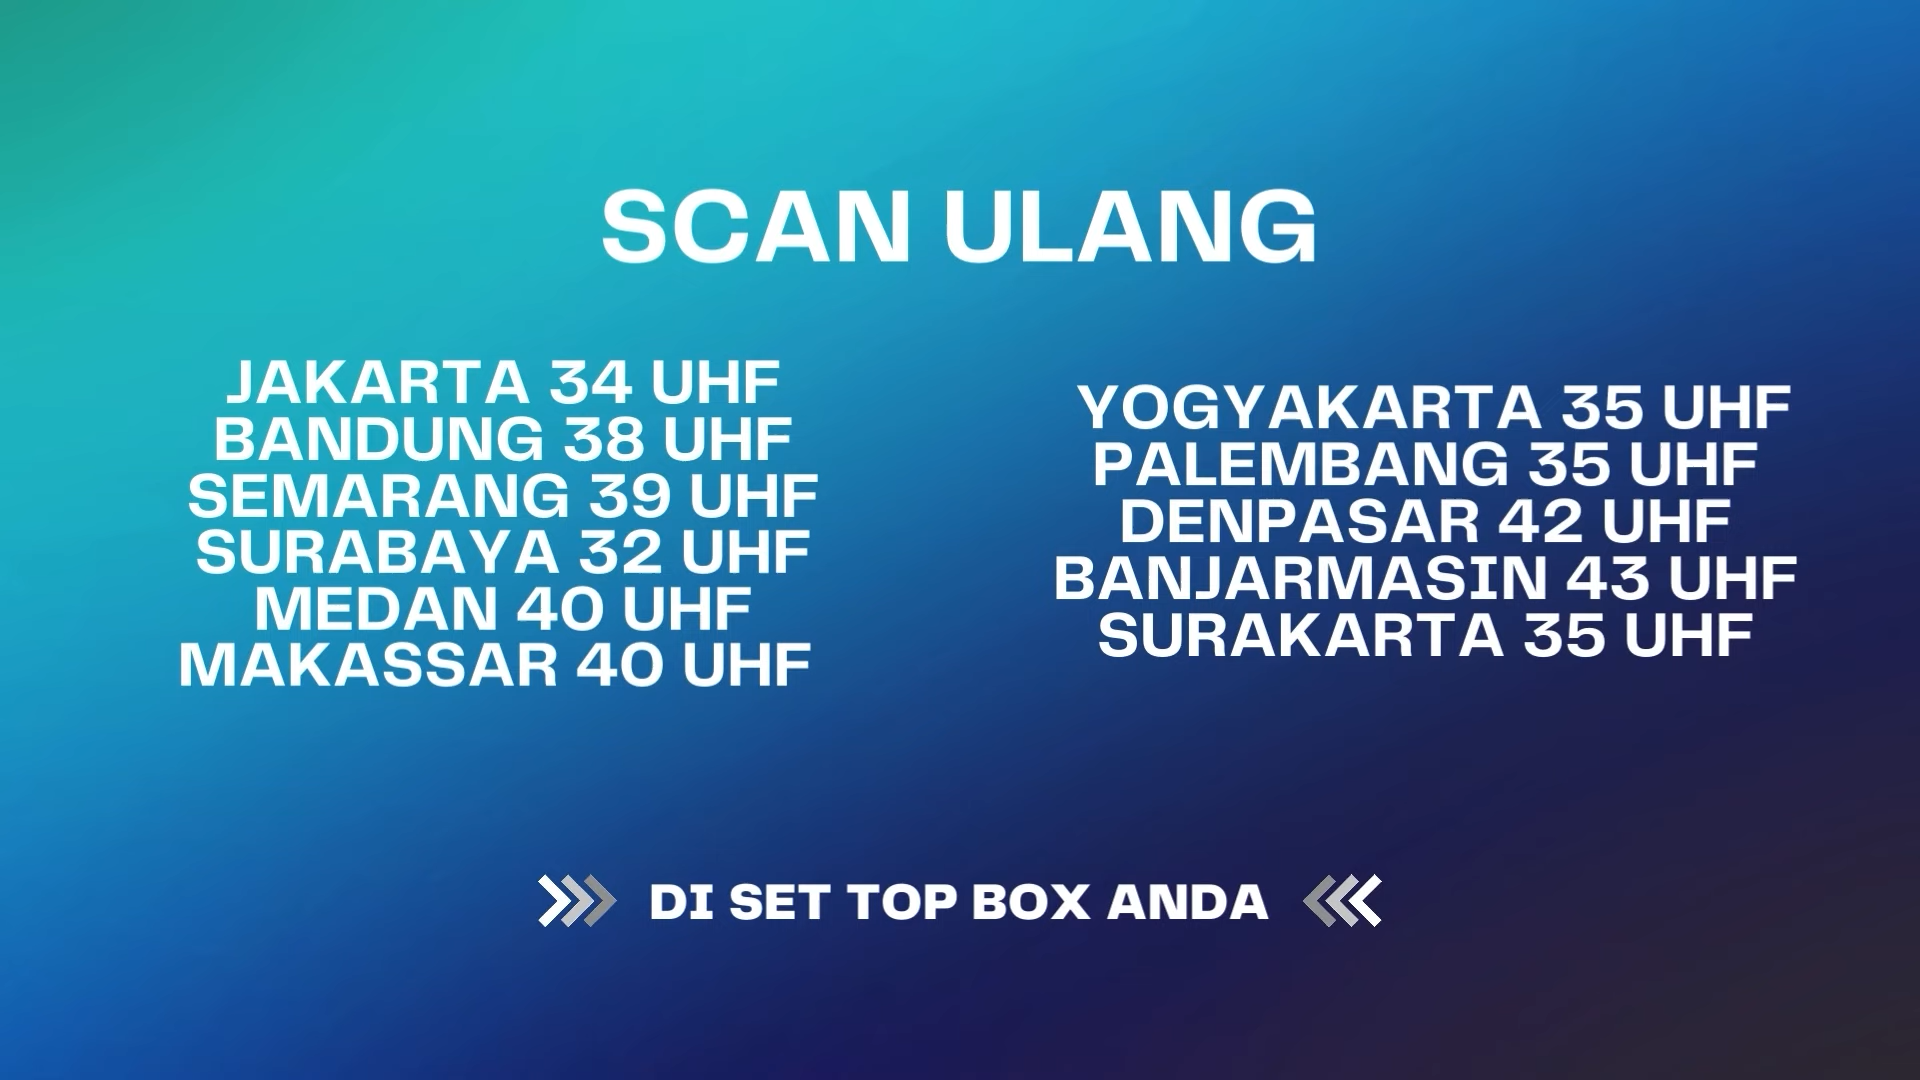 SCAN ULANG
JAKARTA 34 UHF
BANDUNG 38 UHF
SEMARANG 39 UHF
SURABAYA 32 UHF
MEDAN 40 UHF
MAKASSAR 40 UHF
YOGYAKARTA 35 UHF
PALEMBANG 35 UHF
DENPASAR 42 UHF
BANJARMASIN 43 UHF
SURAKARTA 35 UHF
DI SET TOP BOX ANDA